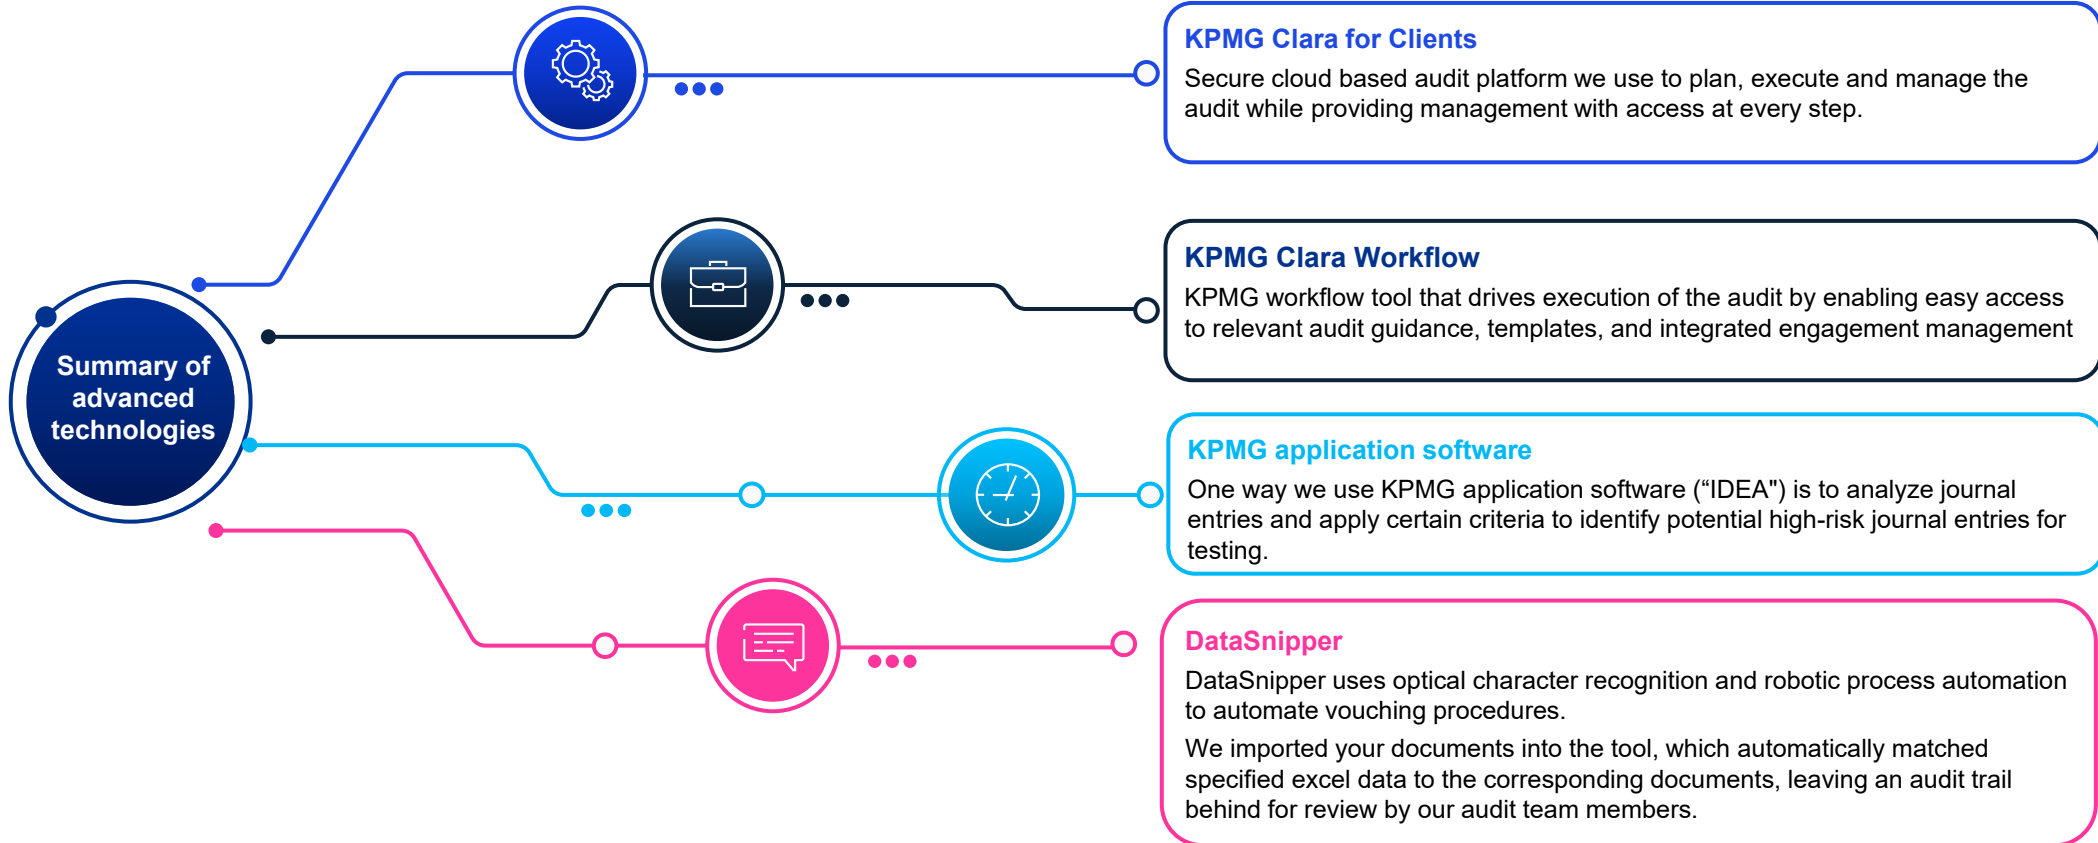 Summary of
advanced
technologies
KPMG Clara for Clients
Secure cloud based audit platform we use to plan, execute and manage the
audit while providing management with access at every step.
KPMG Clara Workflow
KPMG workflow tool that drives execution of the audit by enabling easy access
to relevant audit guidance, templates, and integrated engagement management
KPMG application software
One way we use KPMG application software (“IDEA") is to analyze journal
entries and apply certain criteria to identify potential high-risk journal entries for
testing.
DataSnipper
DataSnipper uses optical character recognition and robotic process automation
to automate vouching procedures.
We imported your documents into the tool, which automatically matched
specified excel data to the corresponding documents, leaving an audit trail
behind for review by our audit team members.